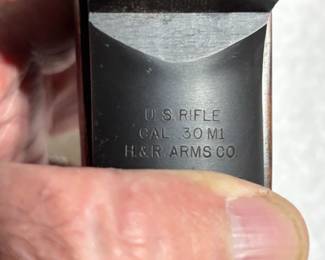 U. S. RIFLE
CAL. .30 M1
H. & R. ARMS CO.